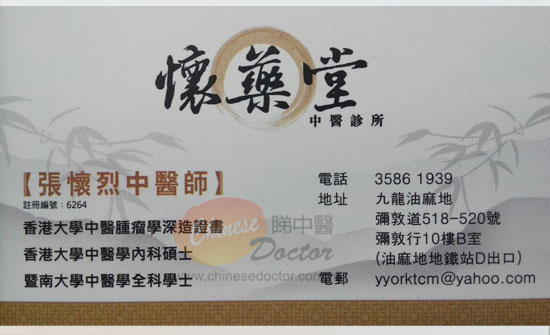 懷藥堂
中醫診所
【張懷烈中醫師】
註冊編號：6264
香港大學中醫腫瘤學深造證書
香港大學中醫學內科碩士
暨南大學中醫學全科學士
電話 3586 1939
地址 九龍油麻地
彌敦道518-520號
彌敦行10樓B室
(油麻地地鐵站D出口)
電郵 yyorktcm@yahoo.com
Chinese 睇中醫
Doctor
www.chinesedoctor.com